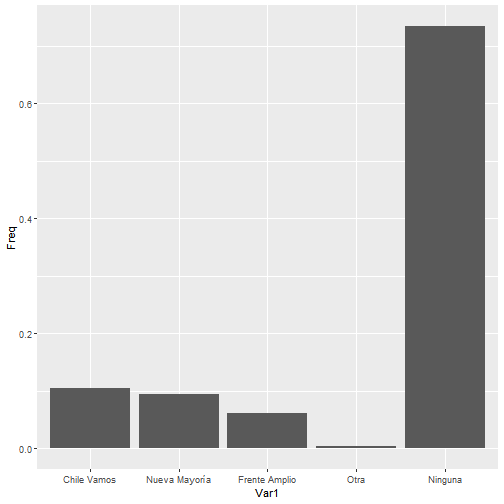 Freq
0.6
0.4
0.2
0.0
Chile Vamos
Nueva Mayoría
Frente Amplio
Otra
Ninguna
Var1